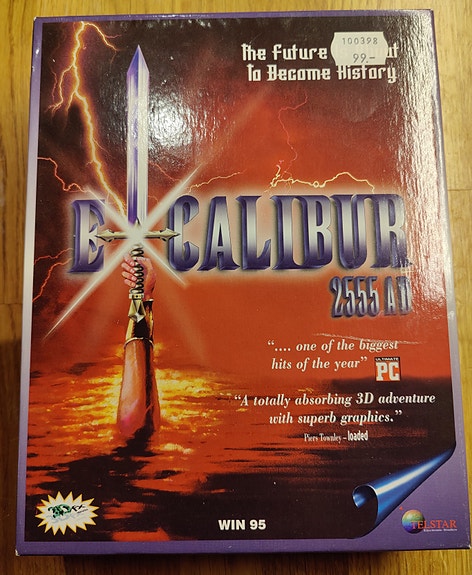 The Future
100398
99.-
to Become History
EXCALIBUR
2555 AD
“.... one of the biggest
hits of the year”
ULTIMATE
PC
“A totally absorbing 3D adventure
with superb graphics.”
Piers Townley – loaded
WIN 95
TELSTAR